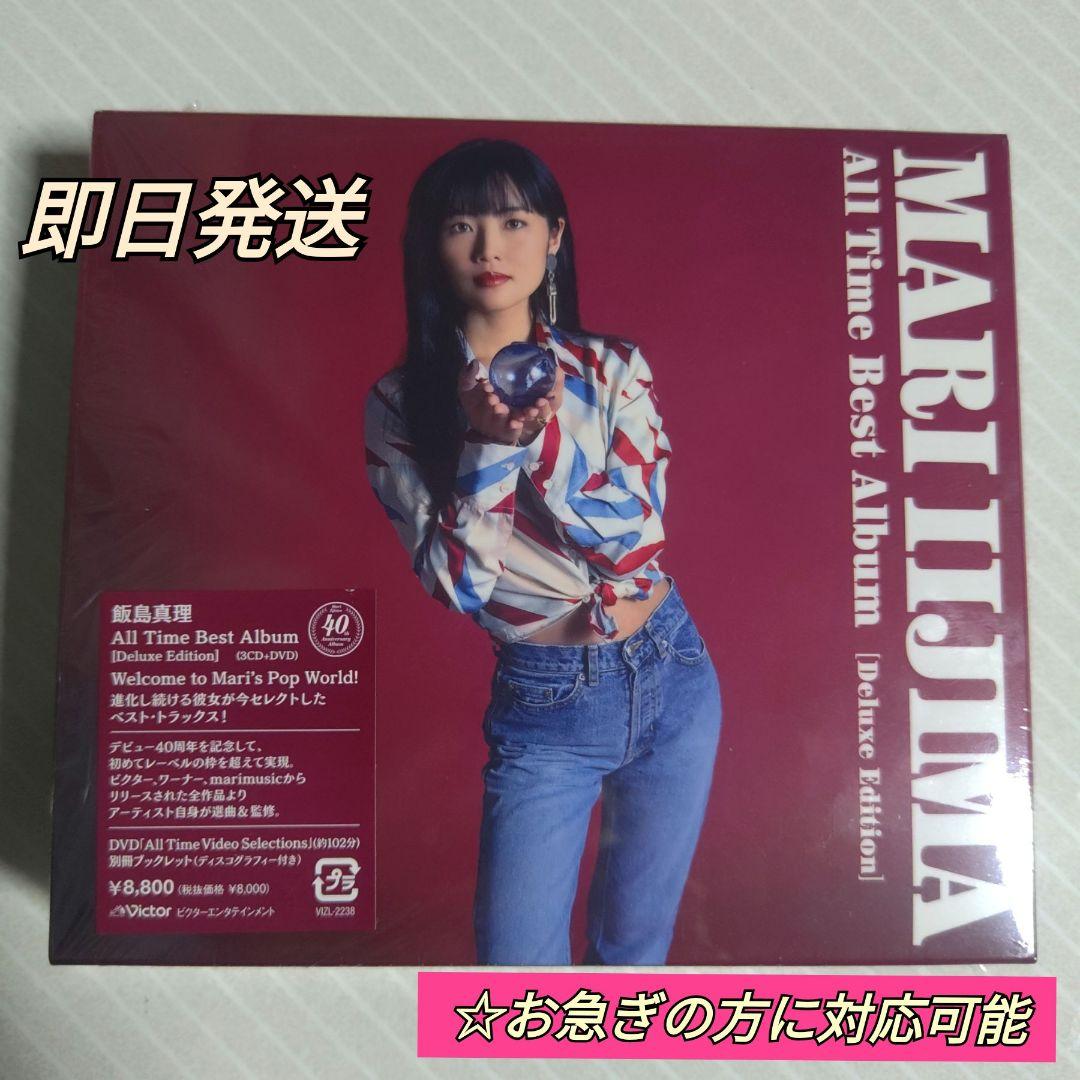 即日発送
MARI IIJIMA
All Time Best Album [Deluxe Edition]
飯島真理
All Time Best Album
[Deluxe Edition] (3CD+DVD)
Mari Iijima
40th
Anniversary
Album
Welcome to Mari's Pop World!
進化し続ける彼女が今セレクトした
ベスト・トラックス!
デビュー40周年を記念して、
初めてレーベルの枠を超えて実現。
ビクター、ワーナー、marimusicから
リリースされた全作品より
アーティスト自身が選曲&監修。
DVD「All Time Video Selections」(約102分)
別冊ブックレット(ディスコグラフィー付き)
¥8,800 (税抜価格 ¥8,000)
プラ
Victor ビクターエンタテインメント
VIZL-2238
☆お急ぎの方に対応可能